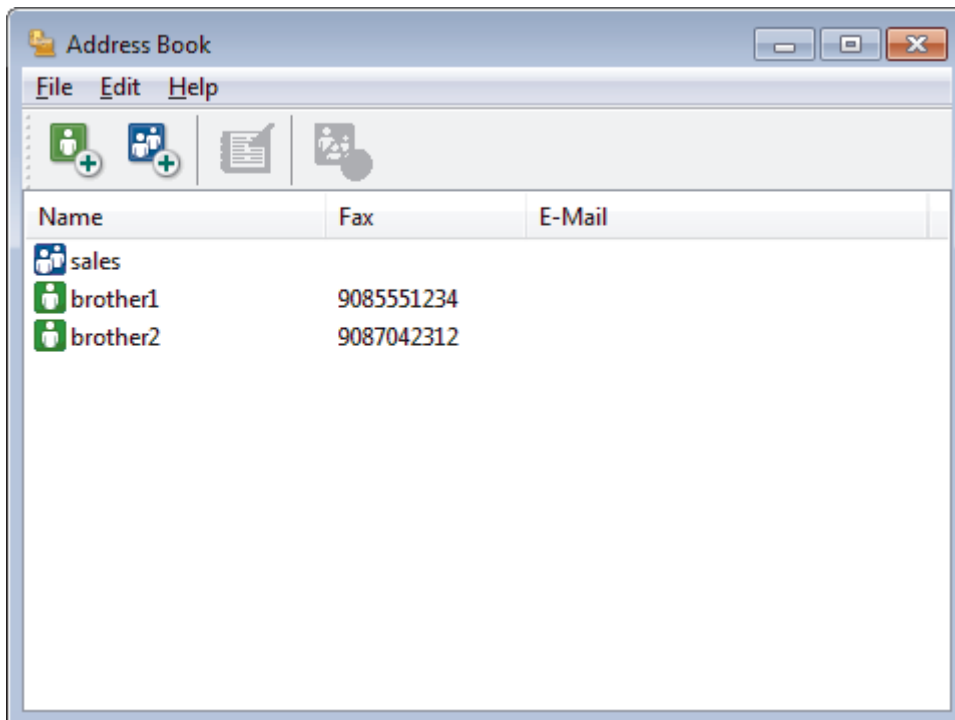 Address Book
File Edit Help
Name Fax E-Mail
sales
brother1 9085551234
brother2 9087042312